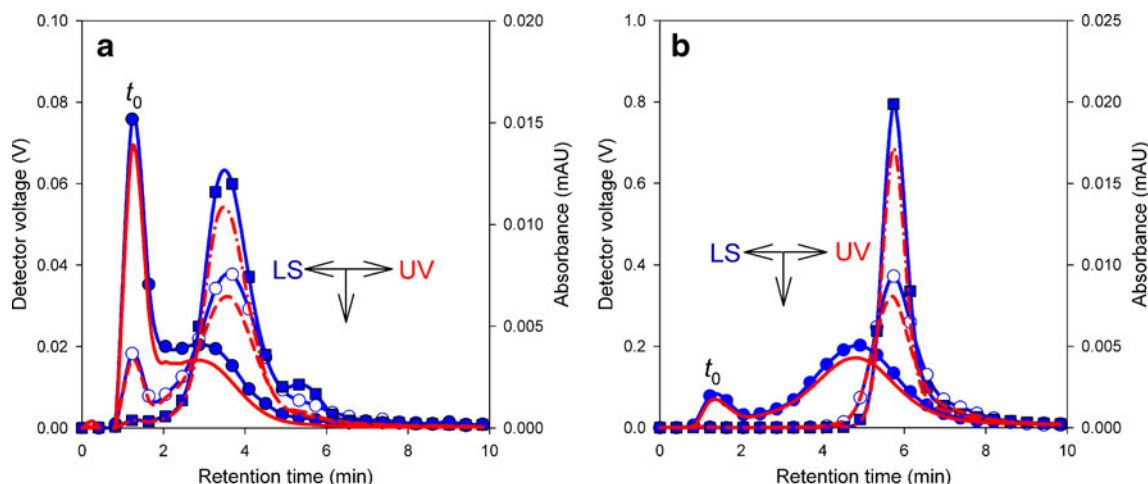 a
t0
LS UV
Detector voltage (V)
0.10
0.08
0.06
0.04
0.02
0.00
Absorbance (mAU)
0.020
0.015
0.010
0.005
0.000
0 2 4 6 8 10
Retention time (min)
b
t0
LS UV
Detector voltage (V)
1.0
0.8
0.6
0.4
0.2
0.0
Absorbance (mAU)
0.025
0.020
0.015
0.010
0.005
0.000
0 2 4 6 8 10
Retention time (min)